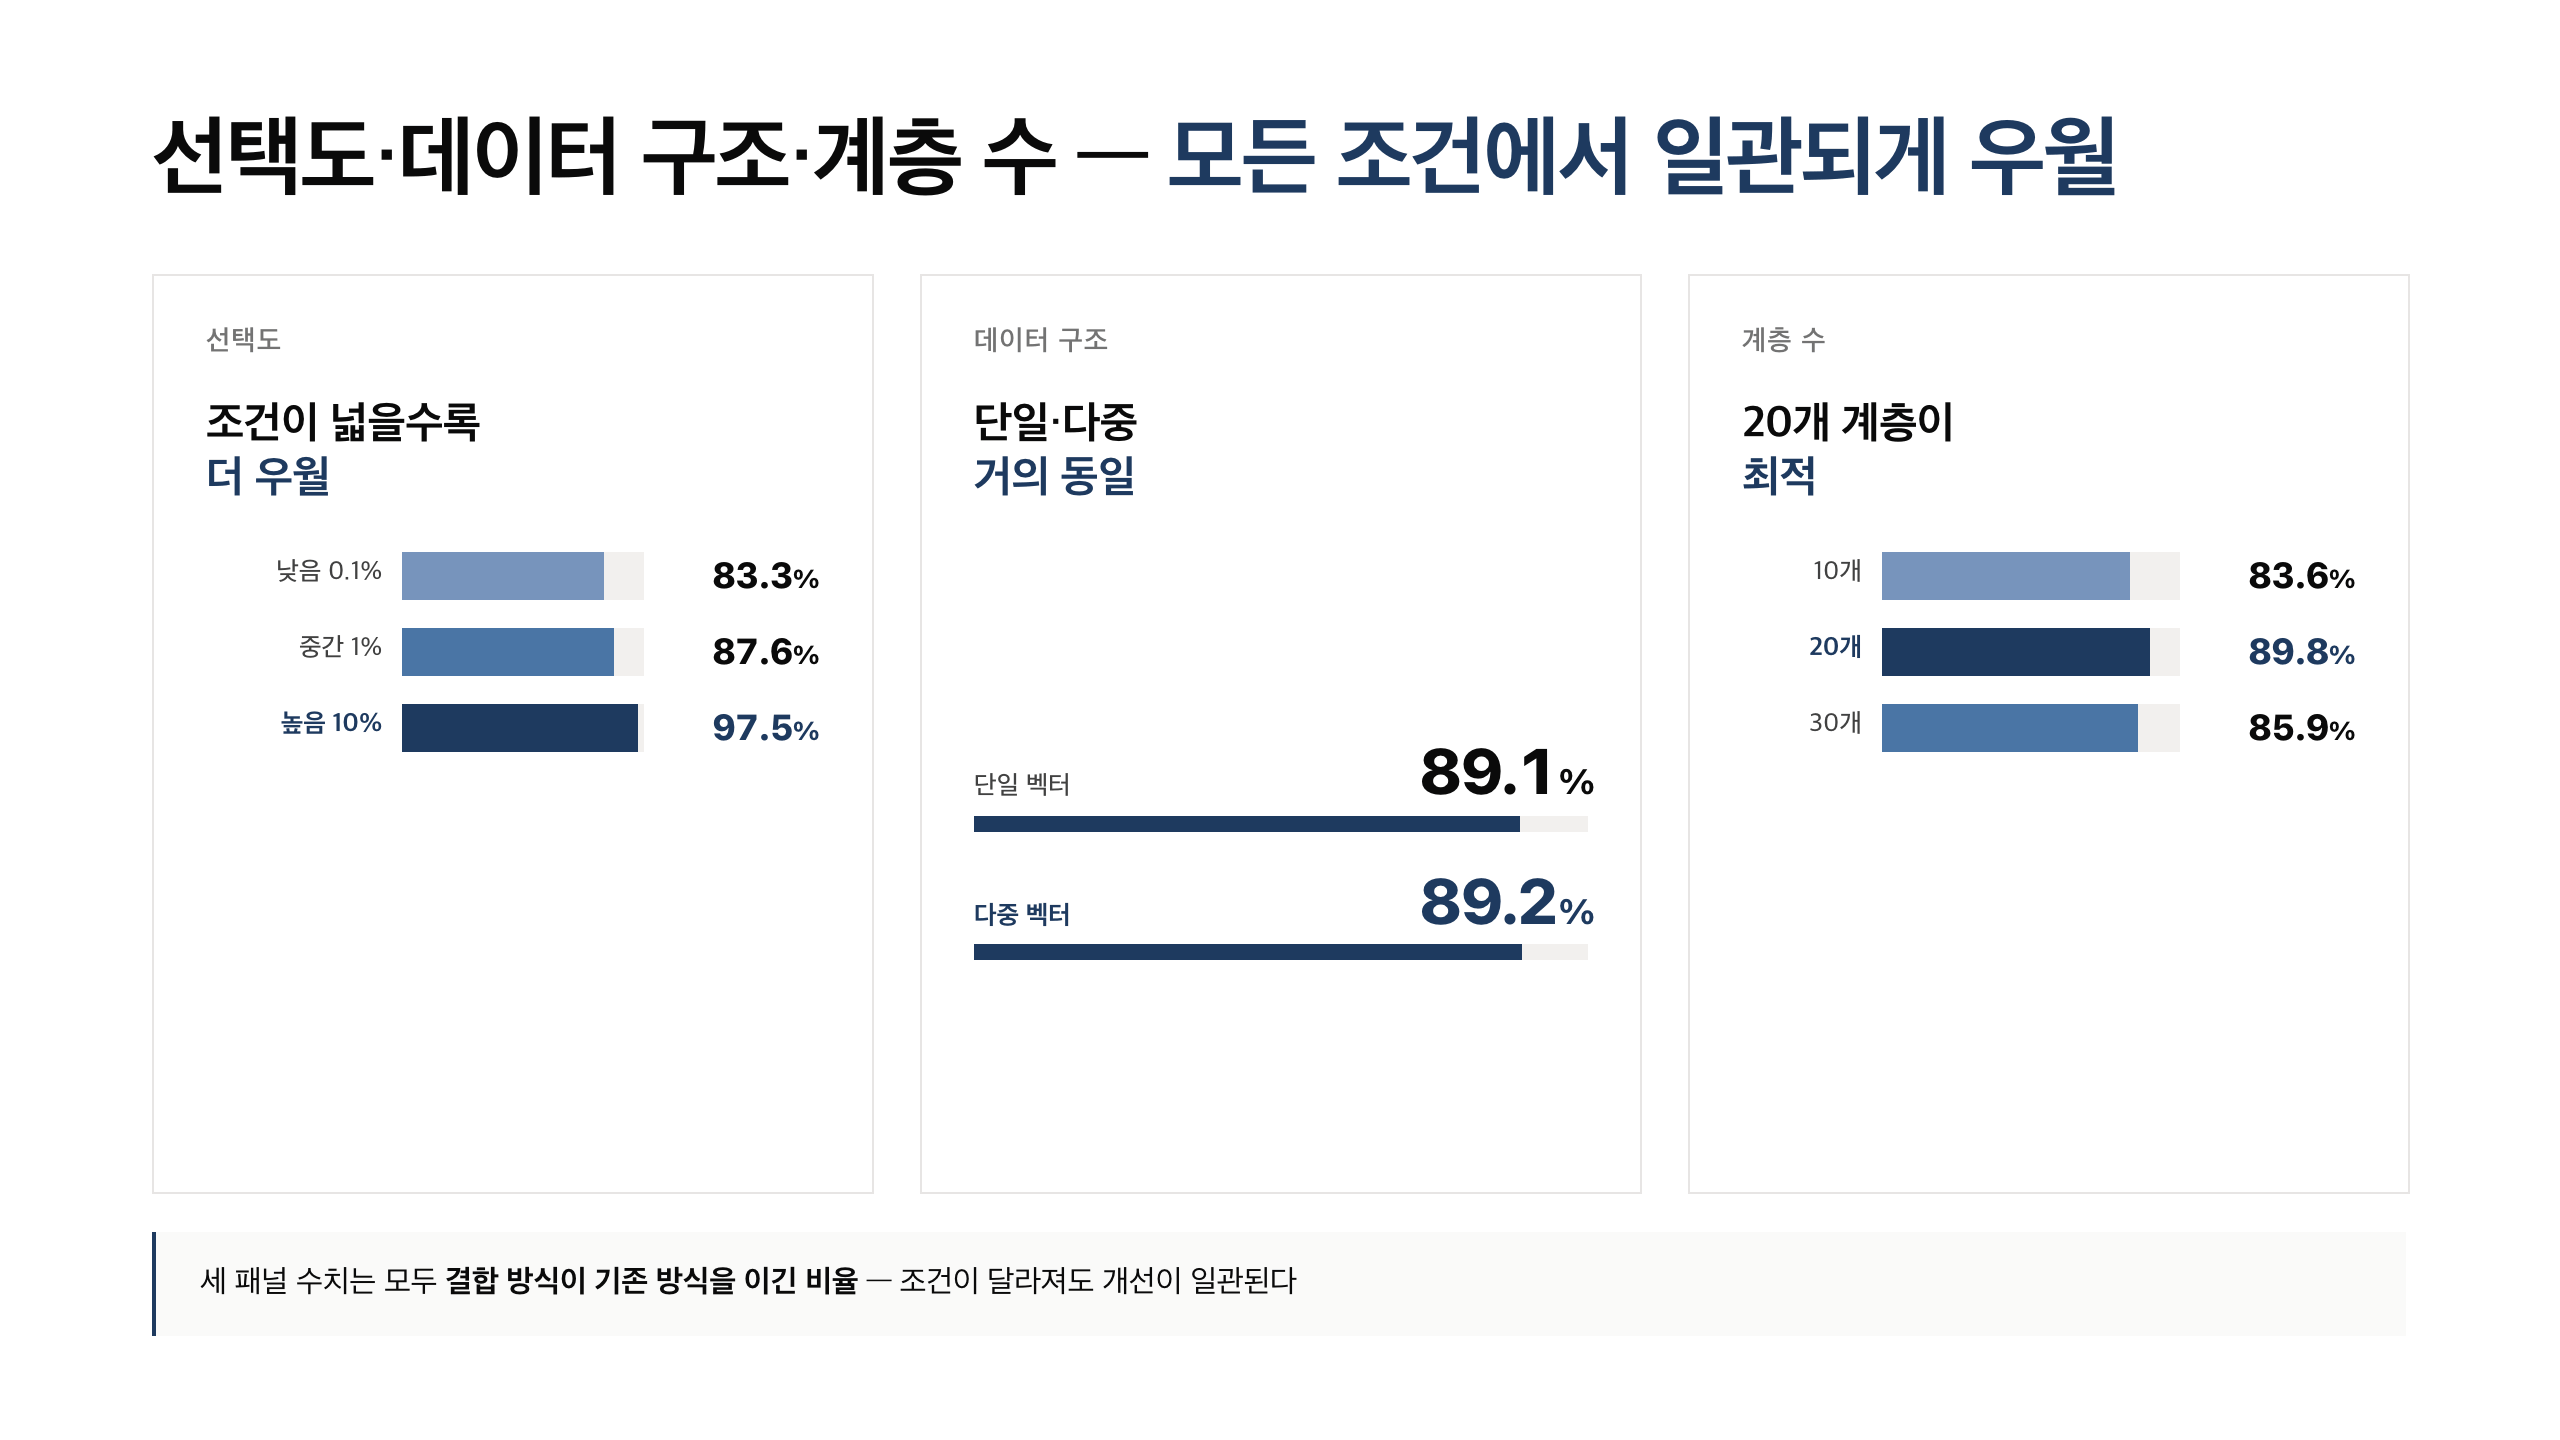 선택도·데이터 구조·계층 수 — 모든 조건에서 일관되게 우월
선택도
조건이 넓을수록
더 우월
낮음 0.1% 83.3%
중간 1% 87.6%
높음 10% 97.5%
데이터 구조
단일·다중
거의 동일
단일 벡터 89.1%
다중 벡터 89.2%
계층 수
20개 계층이
최적
10개 83.6%
20개 89.8%
30개 85.9%
세 패널 수치는 모두 결합 방식이 기존 방식을 이긴 비율 — 조건이 달라져도 개선이 일관된다